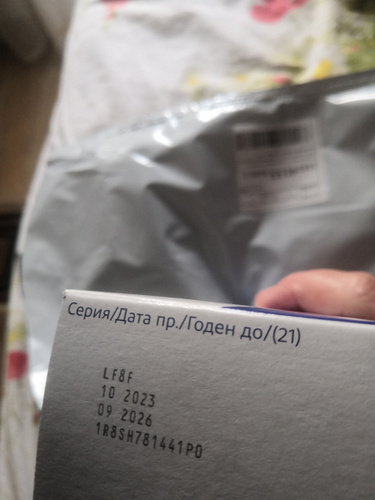 Серия/Дата пр./Годен до/(21)
LF8F
10 2023
09 2026
1R8SH781441P0